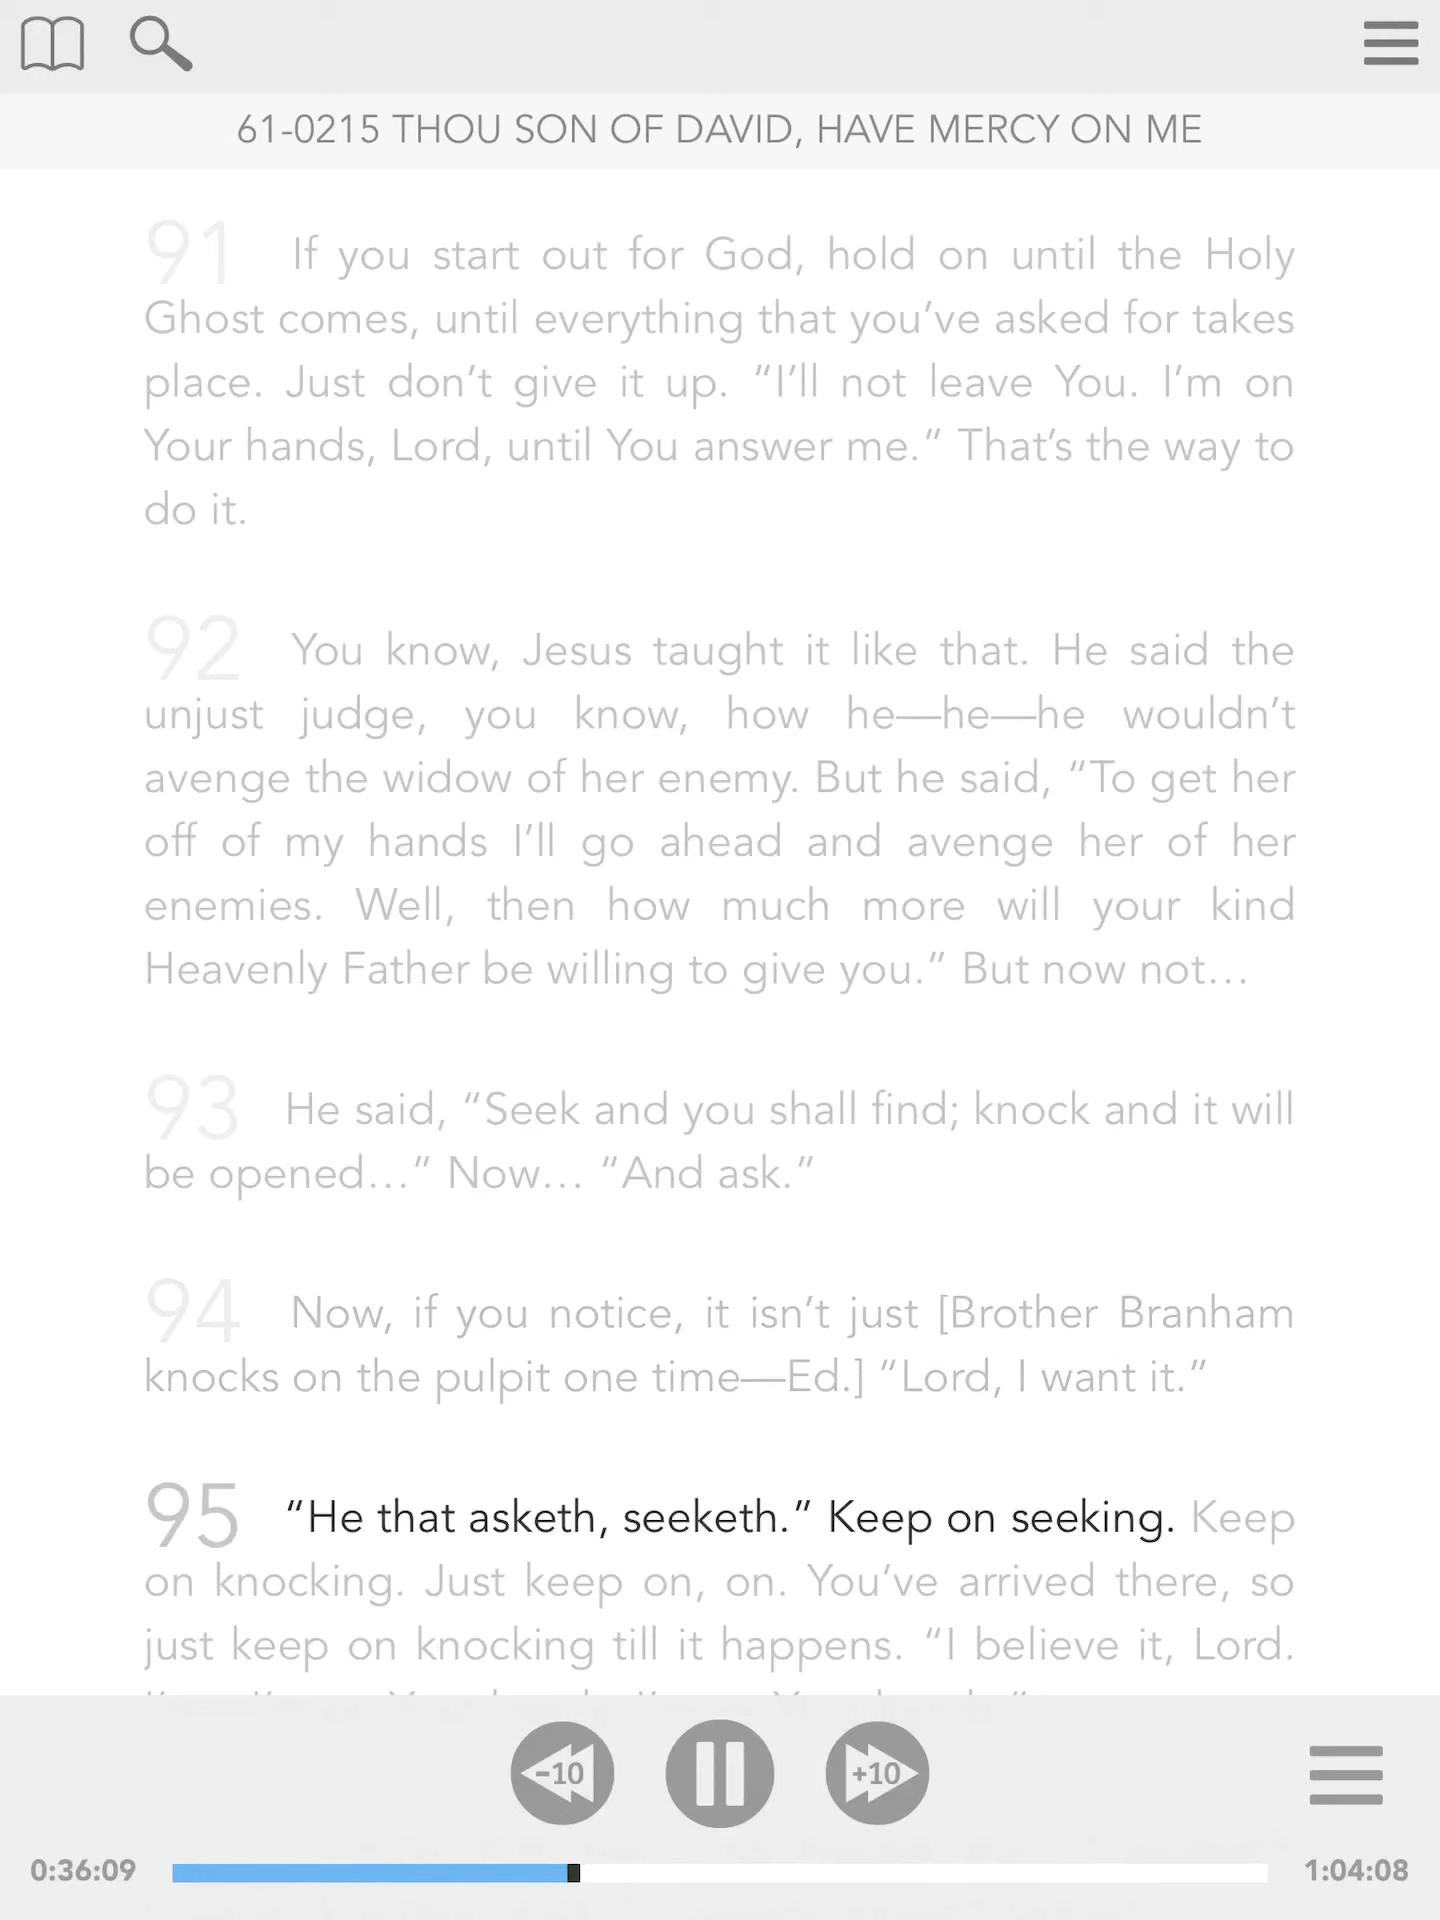 61-0215 THOU SON OF DAVID, HAVE MERCY ON ME
91 If you start out for God, hold on until the Holy
Ghost comes, until everything that you’ve asked for takes
place. Just don’t give it up. “I’ll not leave You. I’m on
Your hands, Lord, until You answer me.” That’s the way to
do it.
92 You know, Jesus taught it like that. He said the
unjust judge, you know, how he—he—he wouldn’t
avenge the widow of her enemy. But he said, “To get her
off of my hands I’ll go ahead and avenge her of her
enemies. Well, then how much more will your kind
Heavenly Father be willing to give you.” But now not…
93 He said, “Seek and you shall find; knock and it will
be opened…” Now… “And ask.”
94 Now, if you notice, it isn’t just [Brother Branham
knocks on the pulpit one time—Ed.] “Lord, I want it.”
95 “He that asketh, seeketh.” Keep on seeking. Keep
on knocking. Just keep on, on. You’ve arrived there, so
just keep on knocking till it happens. “I believe it, Lord.
-10 +10
0:36:09 1:04:08